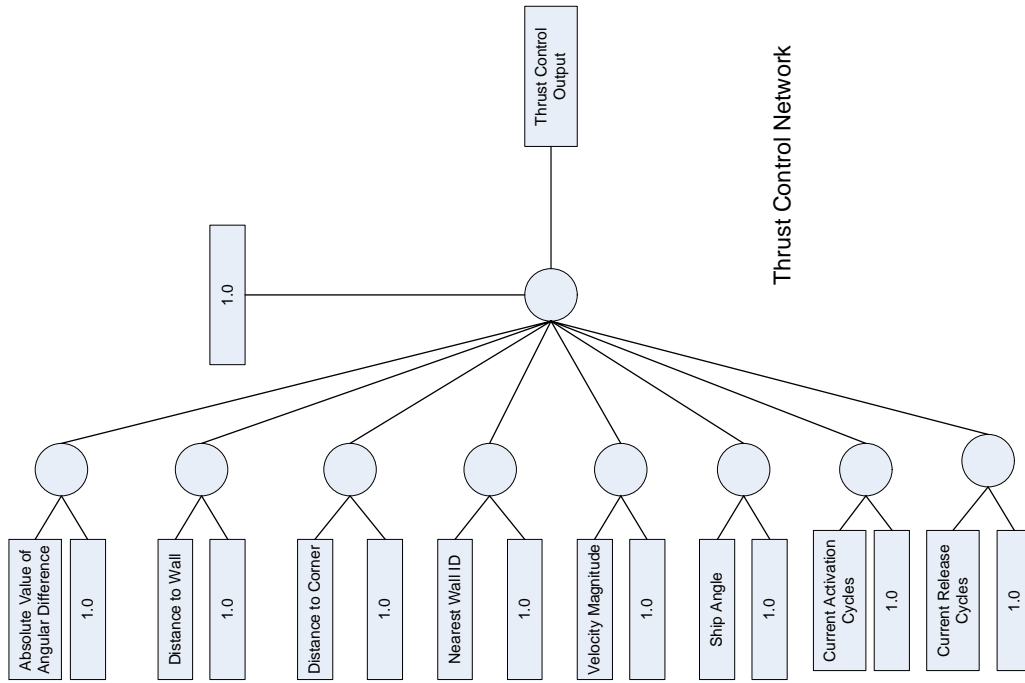 Absolute Value of
Angular Difference
1.0
Distance to Wall
1.0
Distance to Corner
1.0
Nearest Wall ID
1.0
Velocity Magnitude
1.0
Ship Angle
1.0
Current Activation
Cycles
1.0
Current Release
Cycles
1.0
1.0
Thrust Control
Output
Thrust Control Network